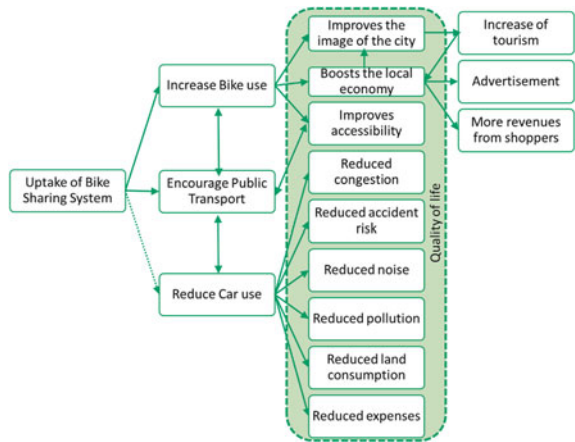 Uptake of Bike
Sharing System
Increase Bike use
Encourage Public
Transport
Reduce Car use
Improves the
image of the city
Boosts the local
economy
Improves
accessibility
Reduced
congestion
Reduced accident
risk
Reduced noise
Reduced pollution
Reduced land
consumption
Reduced expenses
Quality of life
Increase of
tourism
Advertisement
More revenues
from shoppers